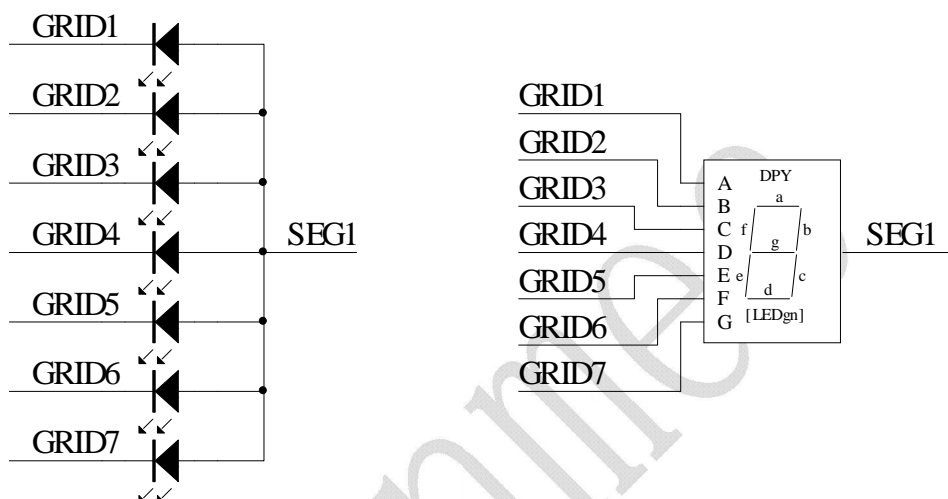 GRID1
GRID2
GRID3
GRID4
GRID5
GRID6
GRID7
SEG1
GRID1
GRID2
GRID3
GRID4
GRID5
GRID6
GRID7
A
B
C
D
E
F
G
DPY
a
f
b
g
e
c
d
[LEDgn]
SEG1